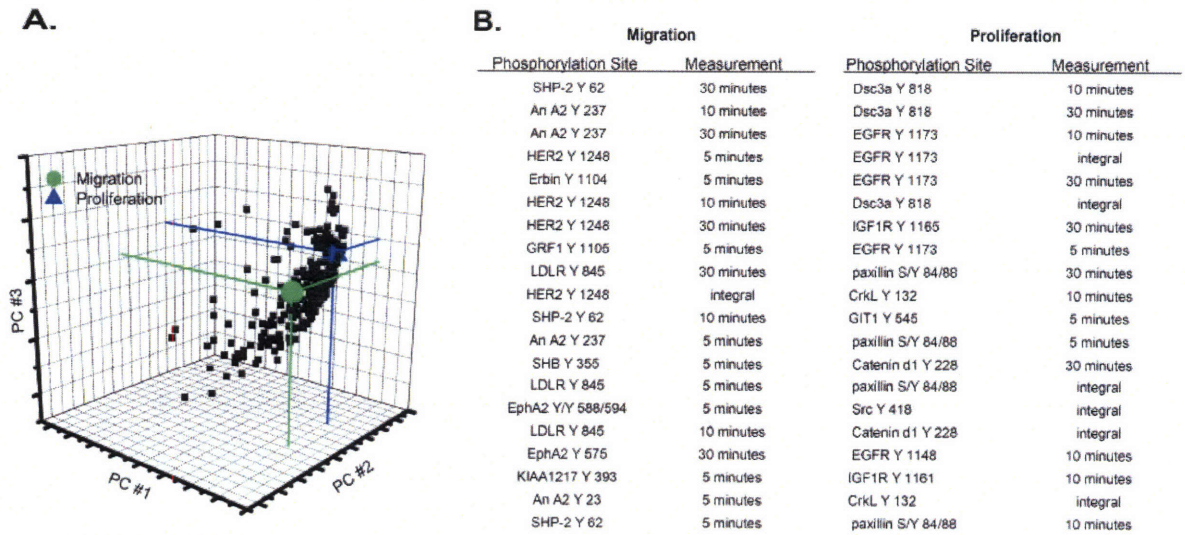 A.
Migration
Proliferation
PC #3
PC #1
PC #2
B.
Migration Proliferation
Phosphorylation Site Measurement Phosphorylation Site Measurement
SHP-2 Y 62 30 minutes Dsc3a Y 818 10 minutes
An A2 Y 237 10 minutes Dsc3a Y 818 30 minutes
An A2 Y 237 30 minutes EGFR Y 1173 10 minutes
HER2 Y 1248 5 minutes EGFR Y 1173 integral
Erbin Y 1104 5 minutes EGFR Y 1173 30 minutes
HER2 Y 1248 10 minutes Dsc3a Y 818 integral
HER2 Y 1248 30 minutes IGF1R Y 1165 30 minutes
GRF1 Y 1105 5 minutes EGFR Y 1173 5 minutes
LDLR Y 845 30 minutes paxillin S/Y 84/88 30 minutes
HER2 Y 1248 integral CrkL Y 132 10 minutes
SHP-2 Y 62 10 minutes GIT1 Y 545 5 minutes
An A2 Y 237 5 minutes paxillin S/Y 84/88 5 minutes
SHB Y 355 5 minutes Catenin d1 Y 228 30 minutes
LDLR Y 845 5 minutes paxillin S/Y 84/88 integral
EphA2 Y/Y 588/594 5 minutes Src Y 418 integral
LDLR Y 845 10 minutes Catenin d1 Y 228 integral
EphA2 Y 575 30 minutes EGFR Y 1148 10 minutes
KIAA1217 Y 393 5 minutes IGF1R Y 1161 10 minutes
An A2 Y 23 5 minutes CrkL Y 132 integral
SHP-2 Y 62 5 minutes paxillin S/Y 84/88 10 minutes